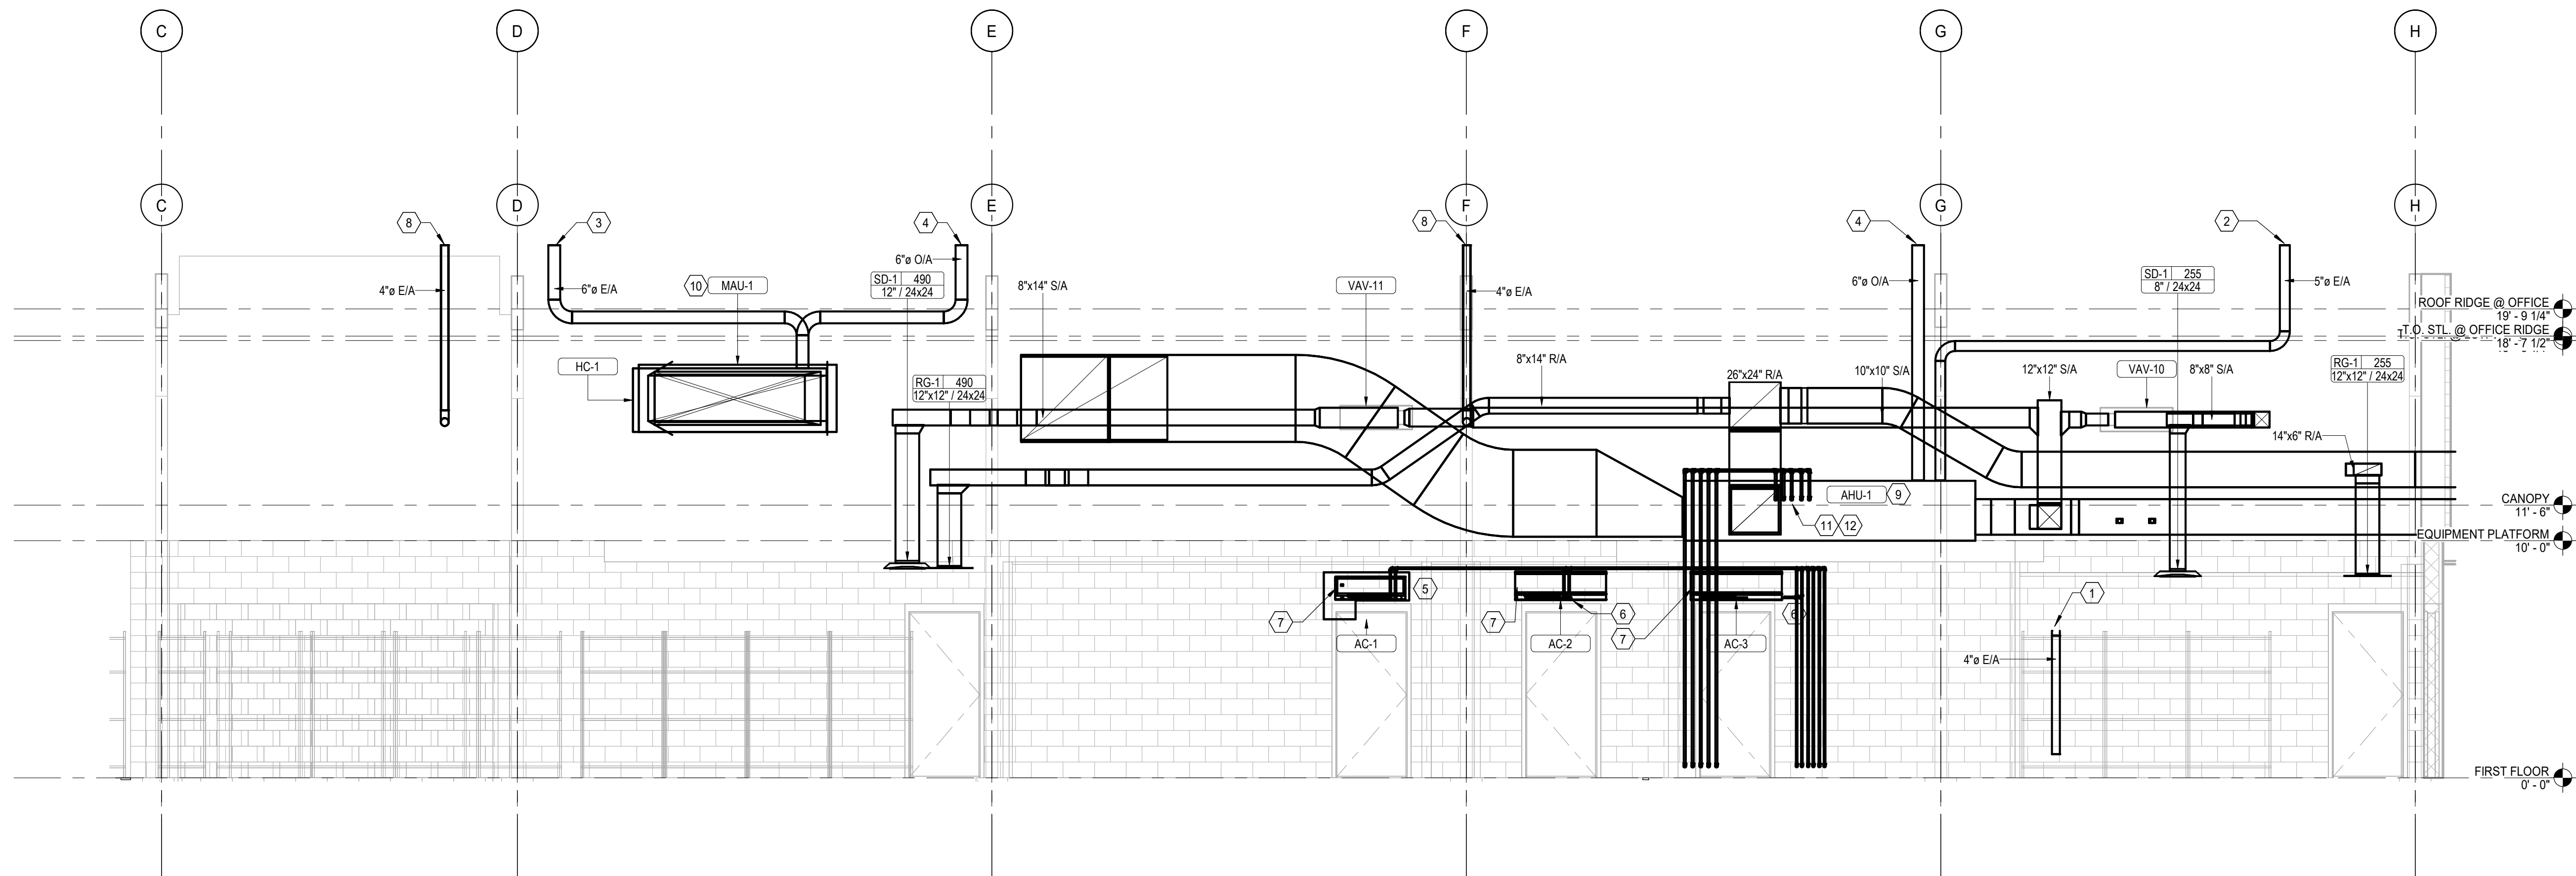 C
D
E
F
G
H
C
D
E
F
G
H
8
3
4
8
4
2
4"ø E/A
6"ø E/A
10
MAU-1
6"ø O/A
SD-1 490
12" / 24x24
8"x14" S/A
VAV-11
4"ø E/A
6"ø O/A
SD-1 255
8" / 24x24
5"ø E/A
ROOF RIDGE @ OFFICE
19' - 9 1/4"
T.O. STL. @ OFFICE RIDGE
18' - 7 1/2"
HC-1
RG-1 490
12"x12" / 24x24
8"x14" R/A
26"x24" R/A
10"x10" S/A
12"x12" S/A
VAV-10
8"x8" S/A
RG-1 255
12"x12" / 24x24
14"x6" R/A
AHU-1
9
11
12
CANOPY
11' - 6"
EQUIPMENT PLATFORM
10' - 0"
5
7
7
6
7
6
1
AC-1
AC-2
AC-3
4"ø E/A
FIRST FLOOR
0' - 0"